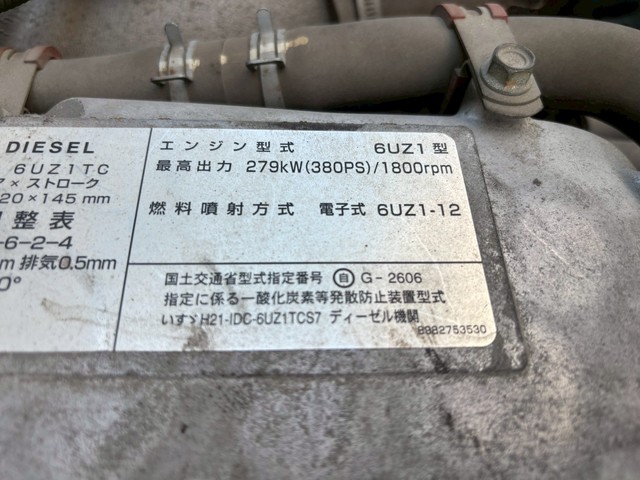 DIESEL
6UZ1TC
× ストローク
20×145 mm
整 表
-6-2-4
m 排気0.5mm
0°
エンジン型式 6UZ1 型
最高出力 279kW(380PS)/1800rpm
燃料噴射方式 電子式 6UZ1-12
国土交通省型式指定番号 自 G-2606
指定に係る一酸化炭素等発散防止装置型式
いすゞH21-IDC-6UZ1TCS7 ディーゼル機関
8982753530